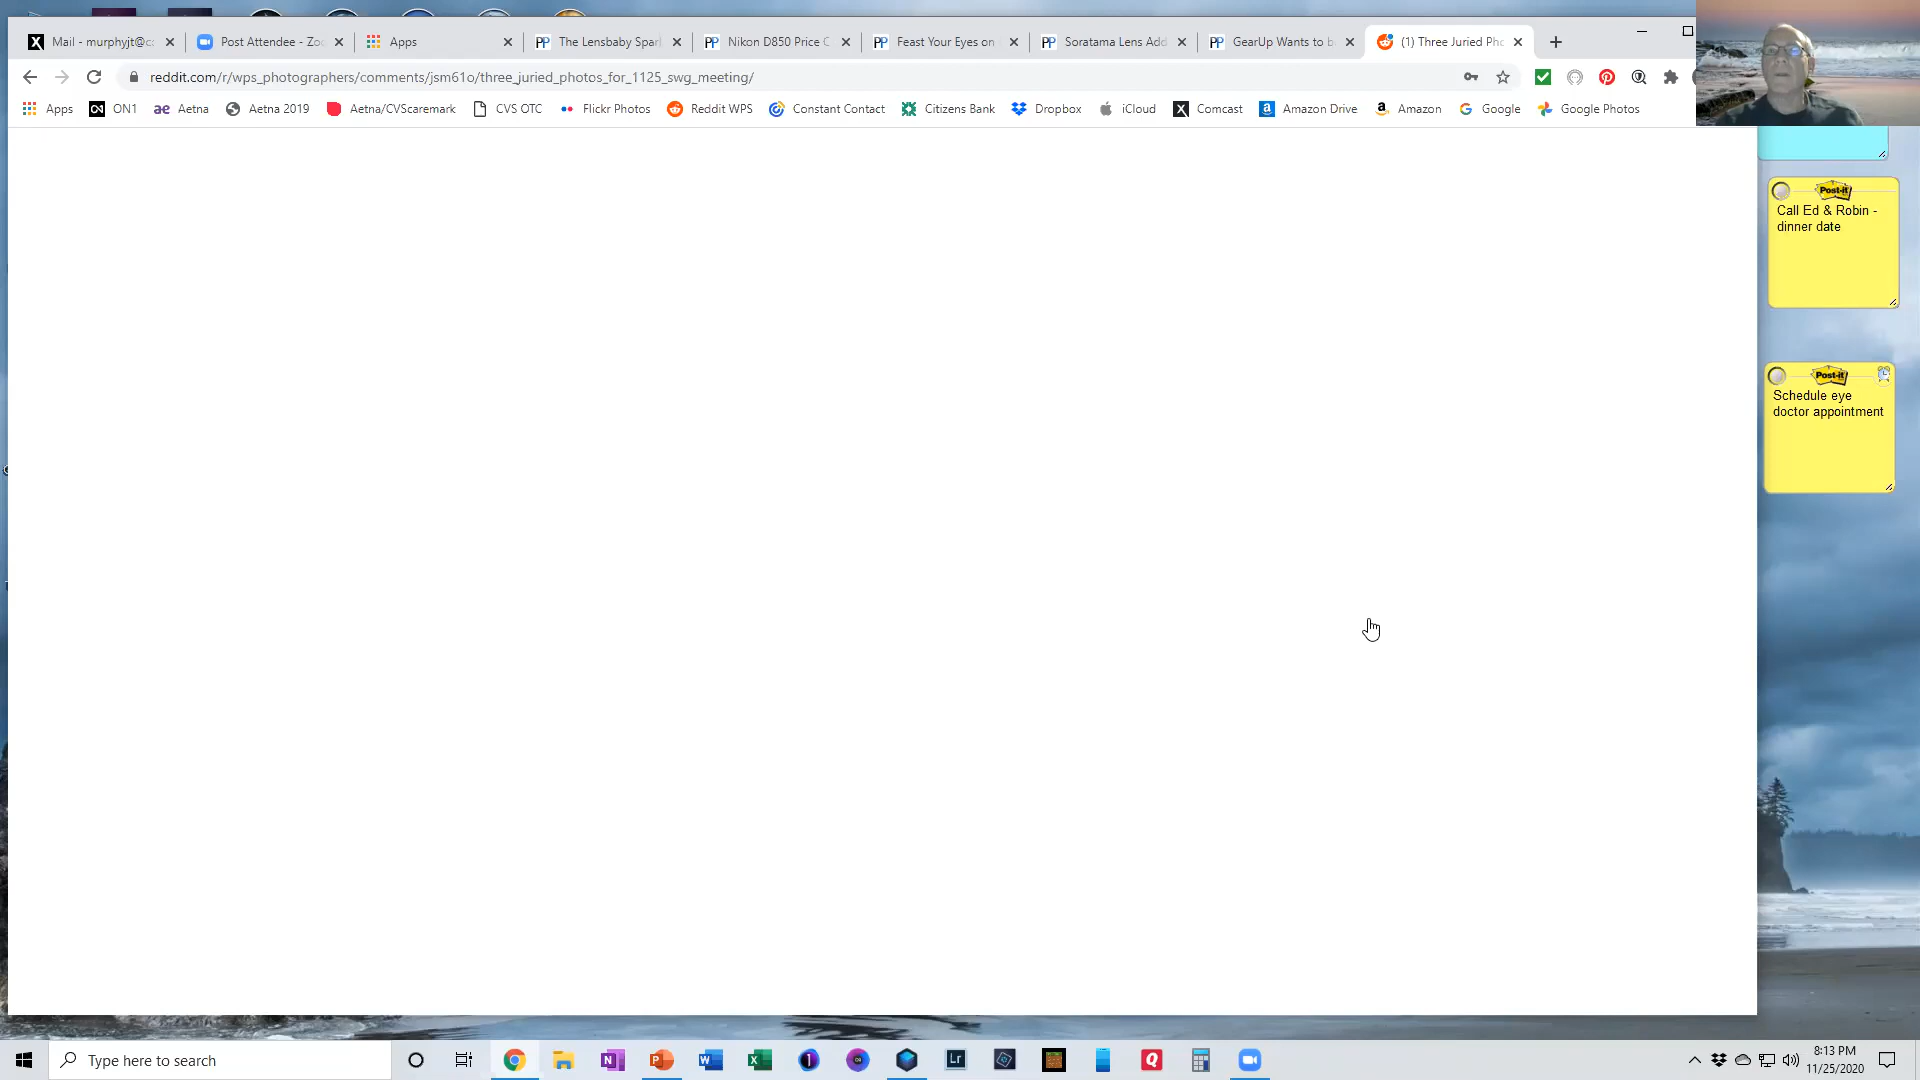 Mail - murphyjt@c
Post Attendee - Zo
Apps
The Lensbaby Spar
Nikon D850 Price
Feast Your Eyes on
Soratama Lens Add
GearUp Wants to b
(1) Three Juried Pho
reddit.com/r/wps_photographers/comments/jsm61o/three_juried_photos_for_1125_swg_meeting/
Apps
ON1
ae Aetna
Aetna 2019
Aetna/CVScaremark
CVS OTC
Flickr Photos
Reddit WPS
Constant Contact
Citizens Bank
Dropbox
iCloud
Comcast
Amazon Drive
Amazon
Google
Google Photos
Post-it
Call Ed & Robin -
dinner date
Post-it
Schedule eye
doctor appointment
Type here to search
Lr
8:13 PM
11/25/2020